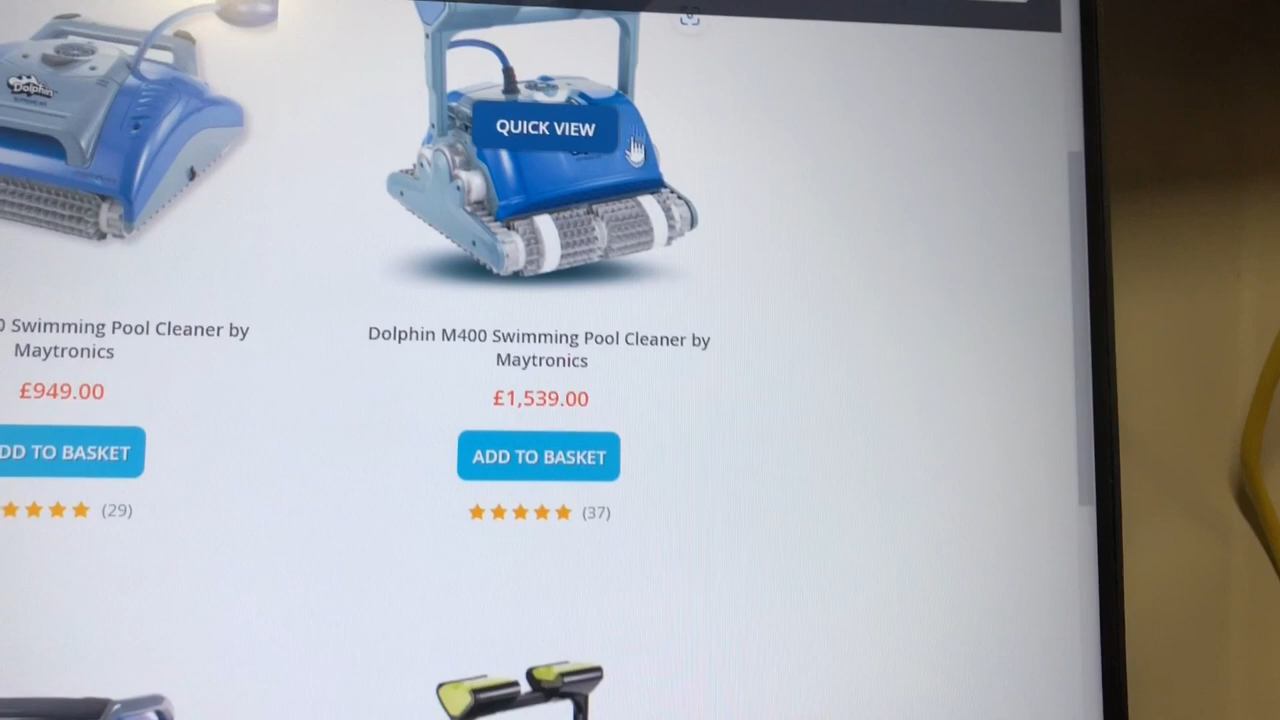 Dolphin
QUICK VIEW
0 Swimming Pool Cleaner by
Maytronics
£949.00
DD TO BASKET
(29)
Dolphin M400 Swimming Pool Cleaner by
Maytronics
£1,539.00
ADD TO BASKET
(37)